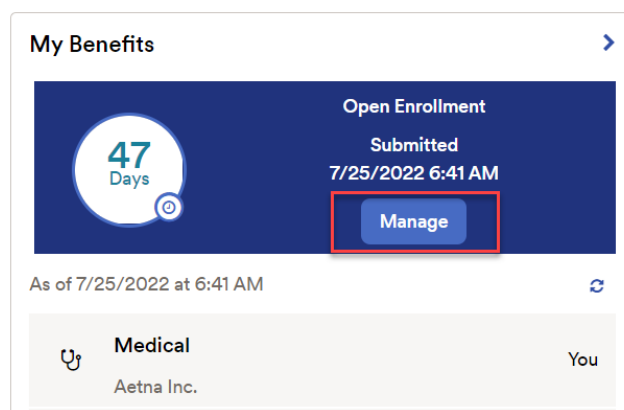 My Benefits
47
Days
Open Enrollment
Submitted
7/25/2022 6:41 AM
Manage
As of 7/25/2022 at 6:41 AM
Medical
You
Aetna Inc.